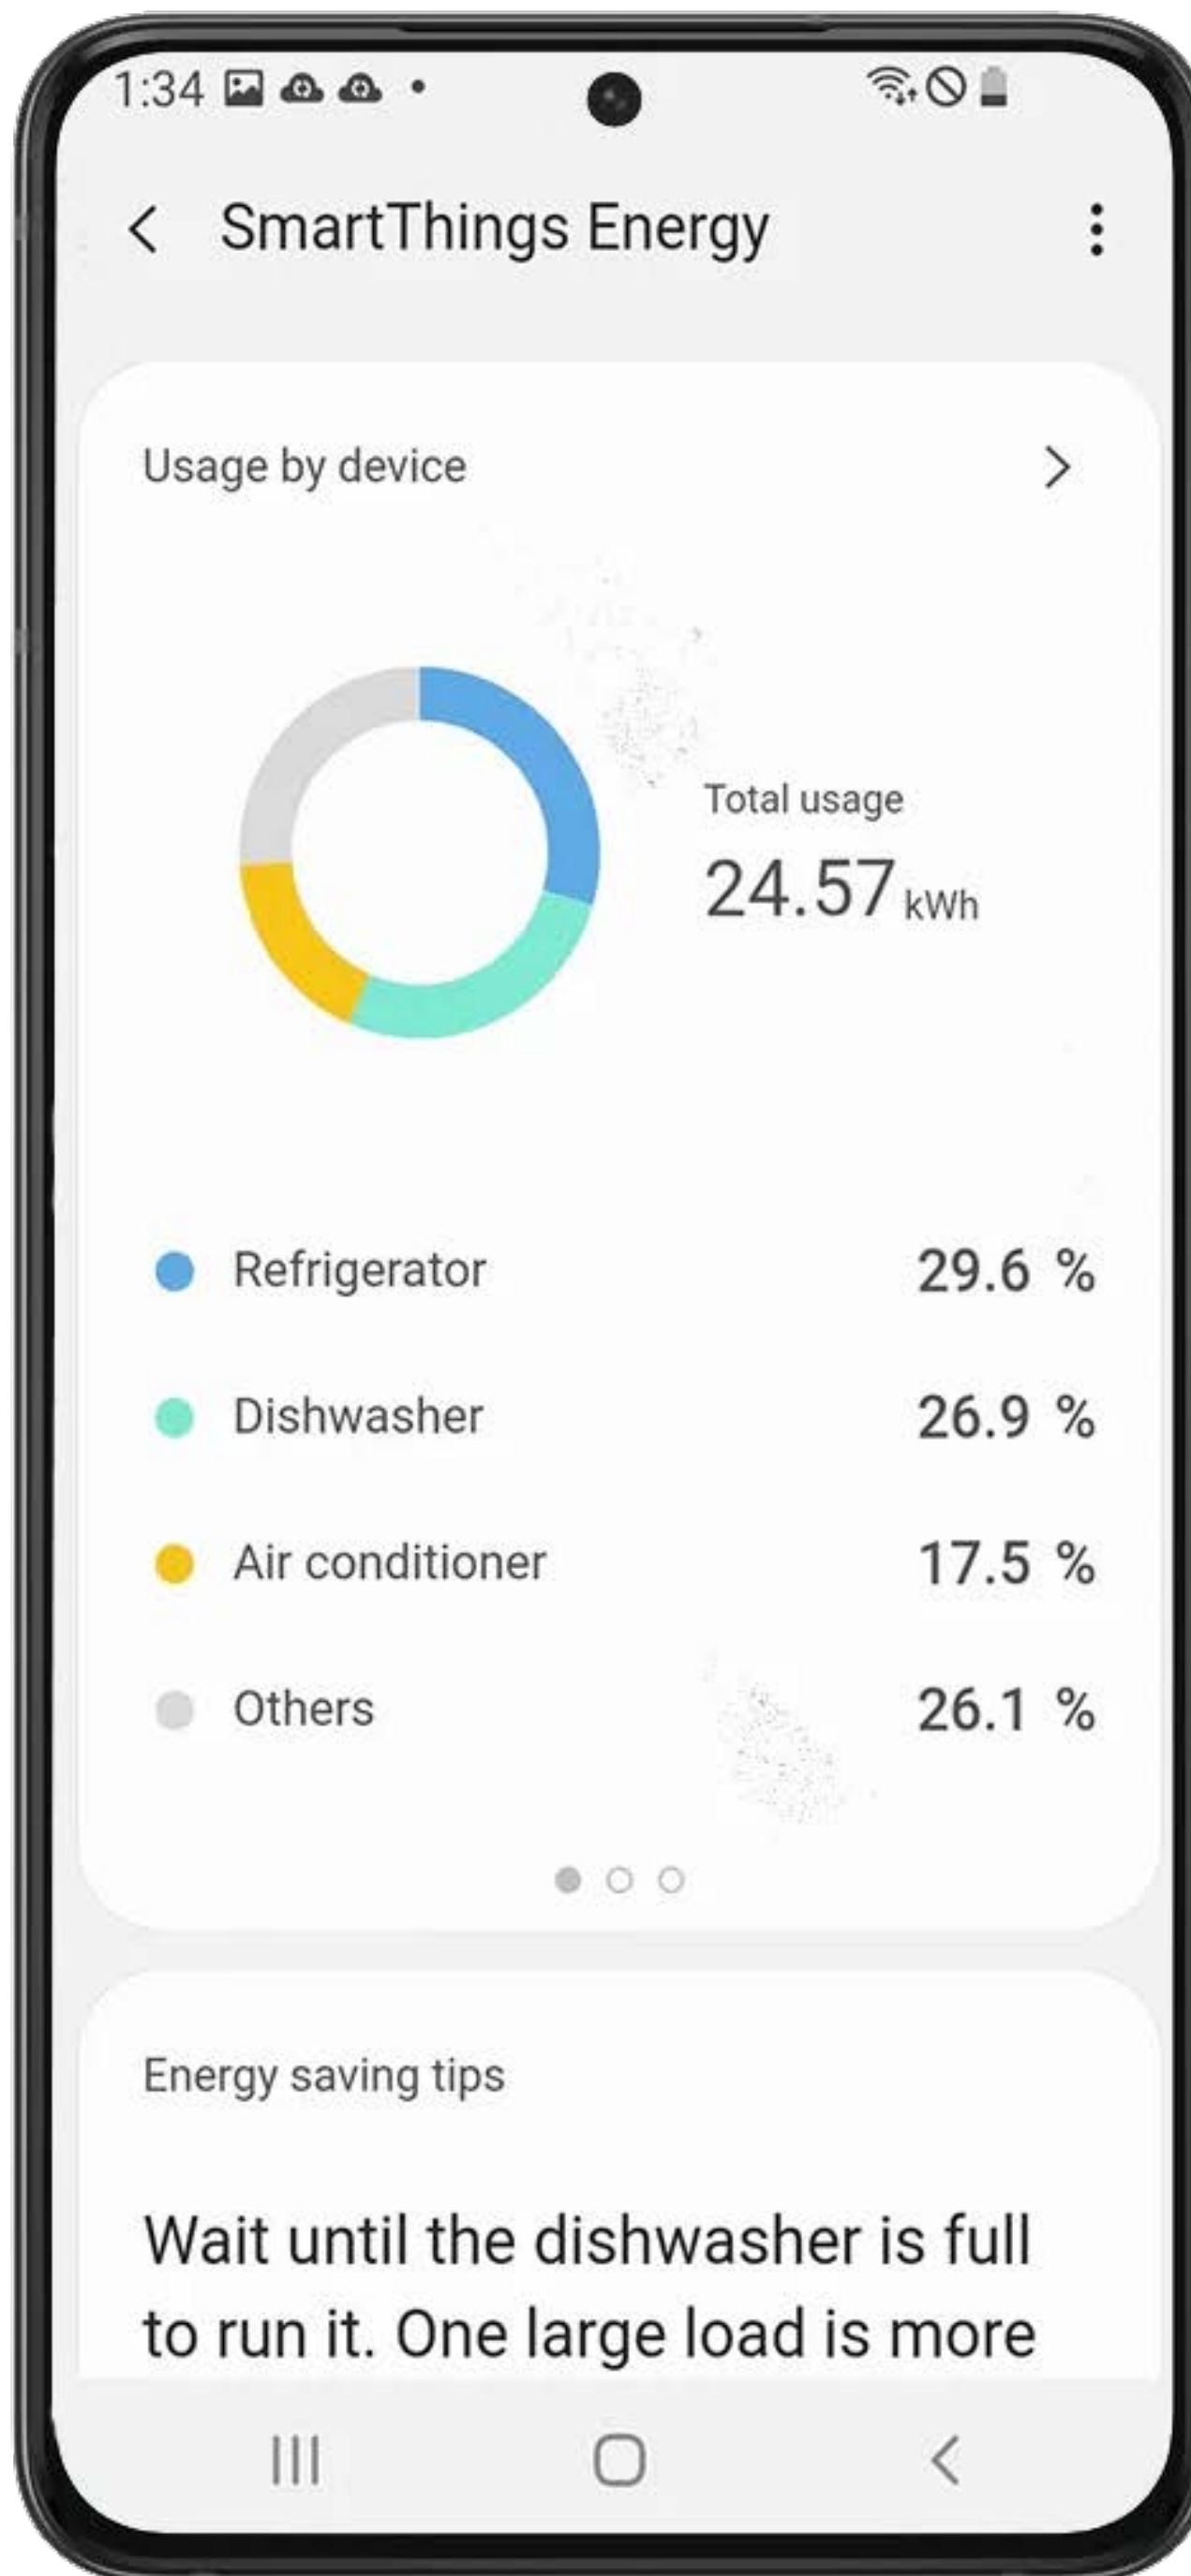 1:34
SmartThings Energy
Usage by device
Total usage
24.57 kWh
Refrigerator 29.6 %
Dishwasher 26.9 %
Air conditioner 17.5 %
Others 26.1 %
Energy saving tips
Wait until the dishwasher is full
to run it. One large load is more